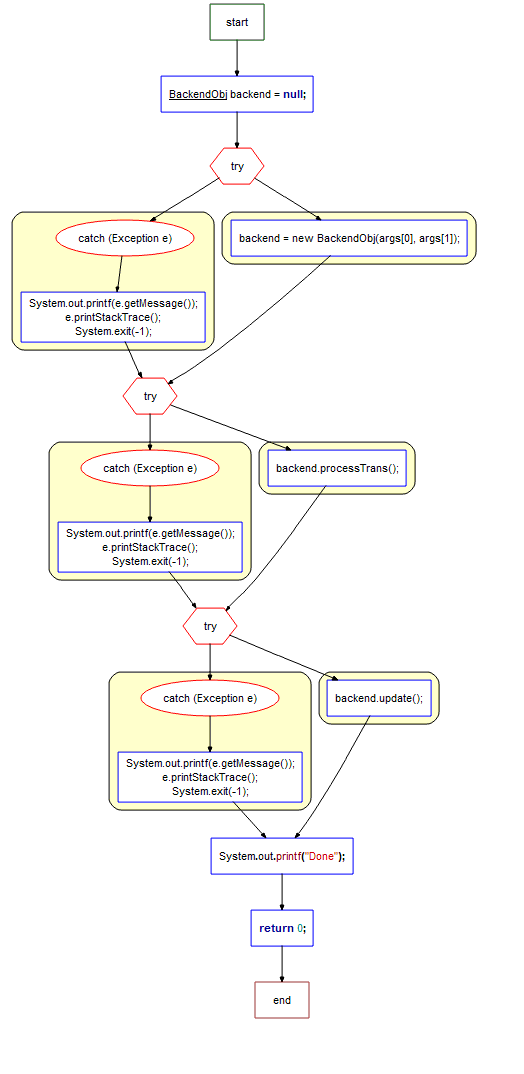 start
BackendObj backend = null;
try
catch (Exception e)
backend = new BackendObj(args[0], args[1]);
System.out.printf(e.getMessage());
e.printStackTrace();
System.exit(-1);
try
catch (Exception e)
backend.processTrans();
System.out.printf(e.getMessage());
e.printStackTrace();
System.exit(-1);
try
catch (Exception e)
backend.update();
System.out.printf(e.getMessage());
e.printStackTrace();
System.exit(-1);
System.out.printf("Done");
return 0;
end